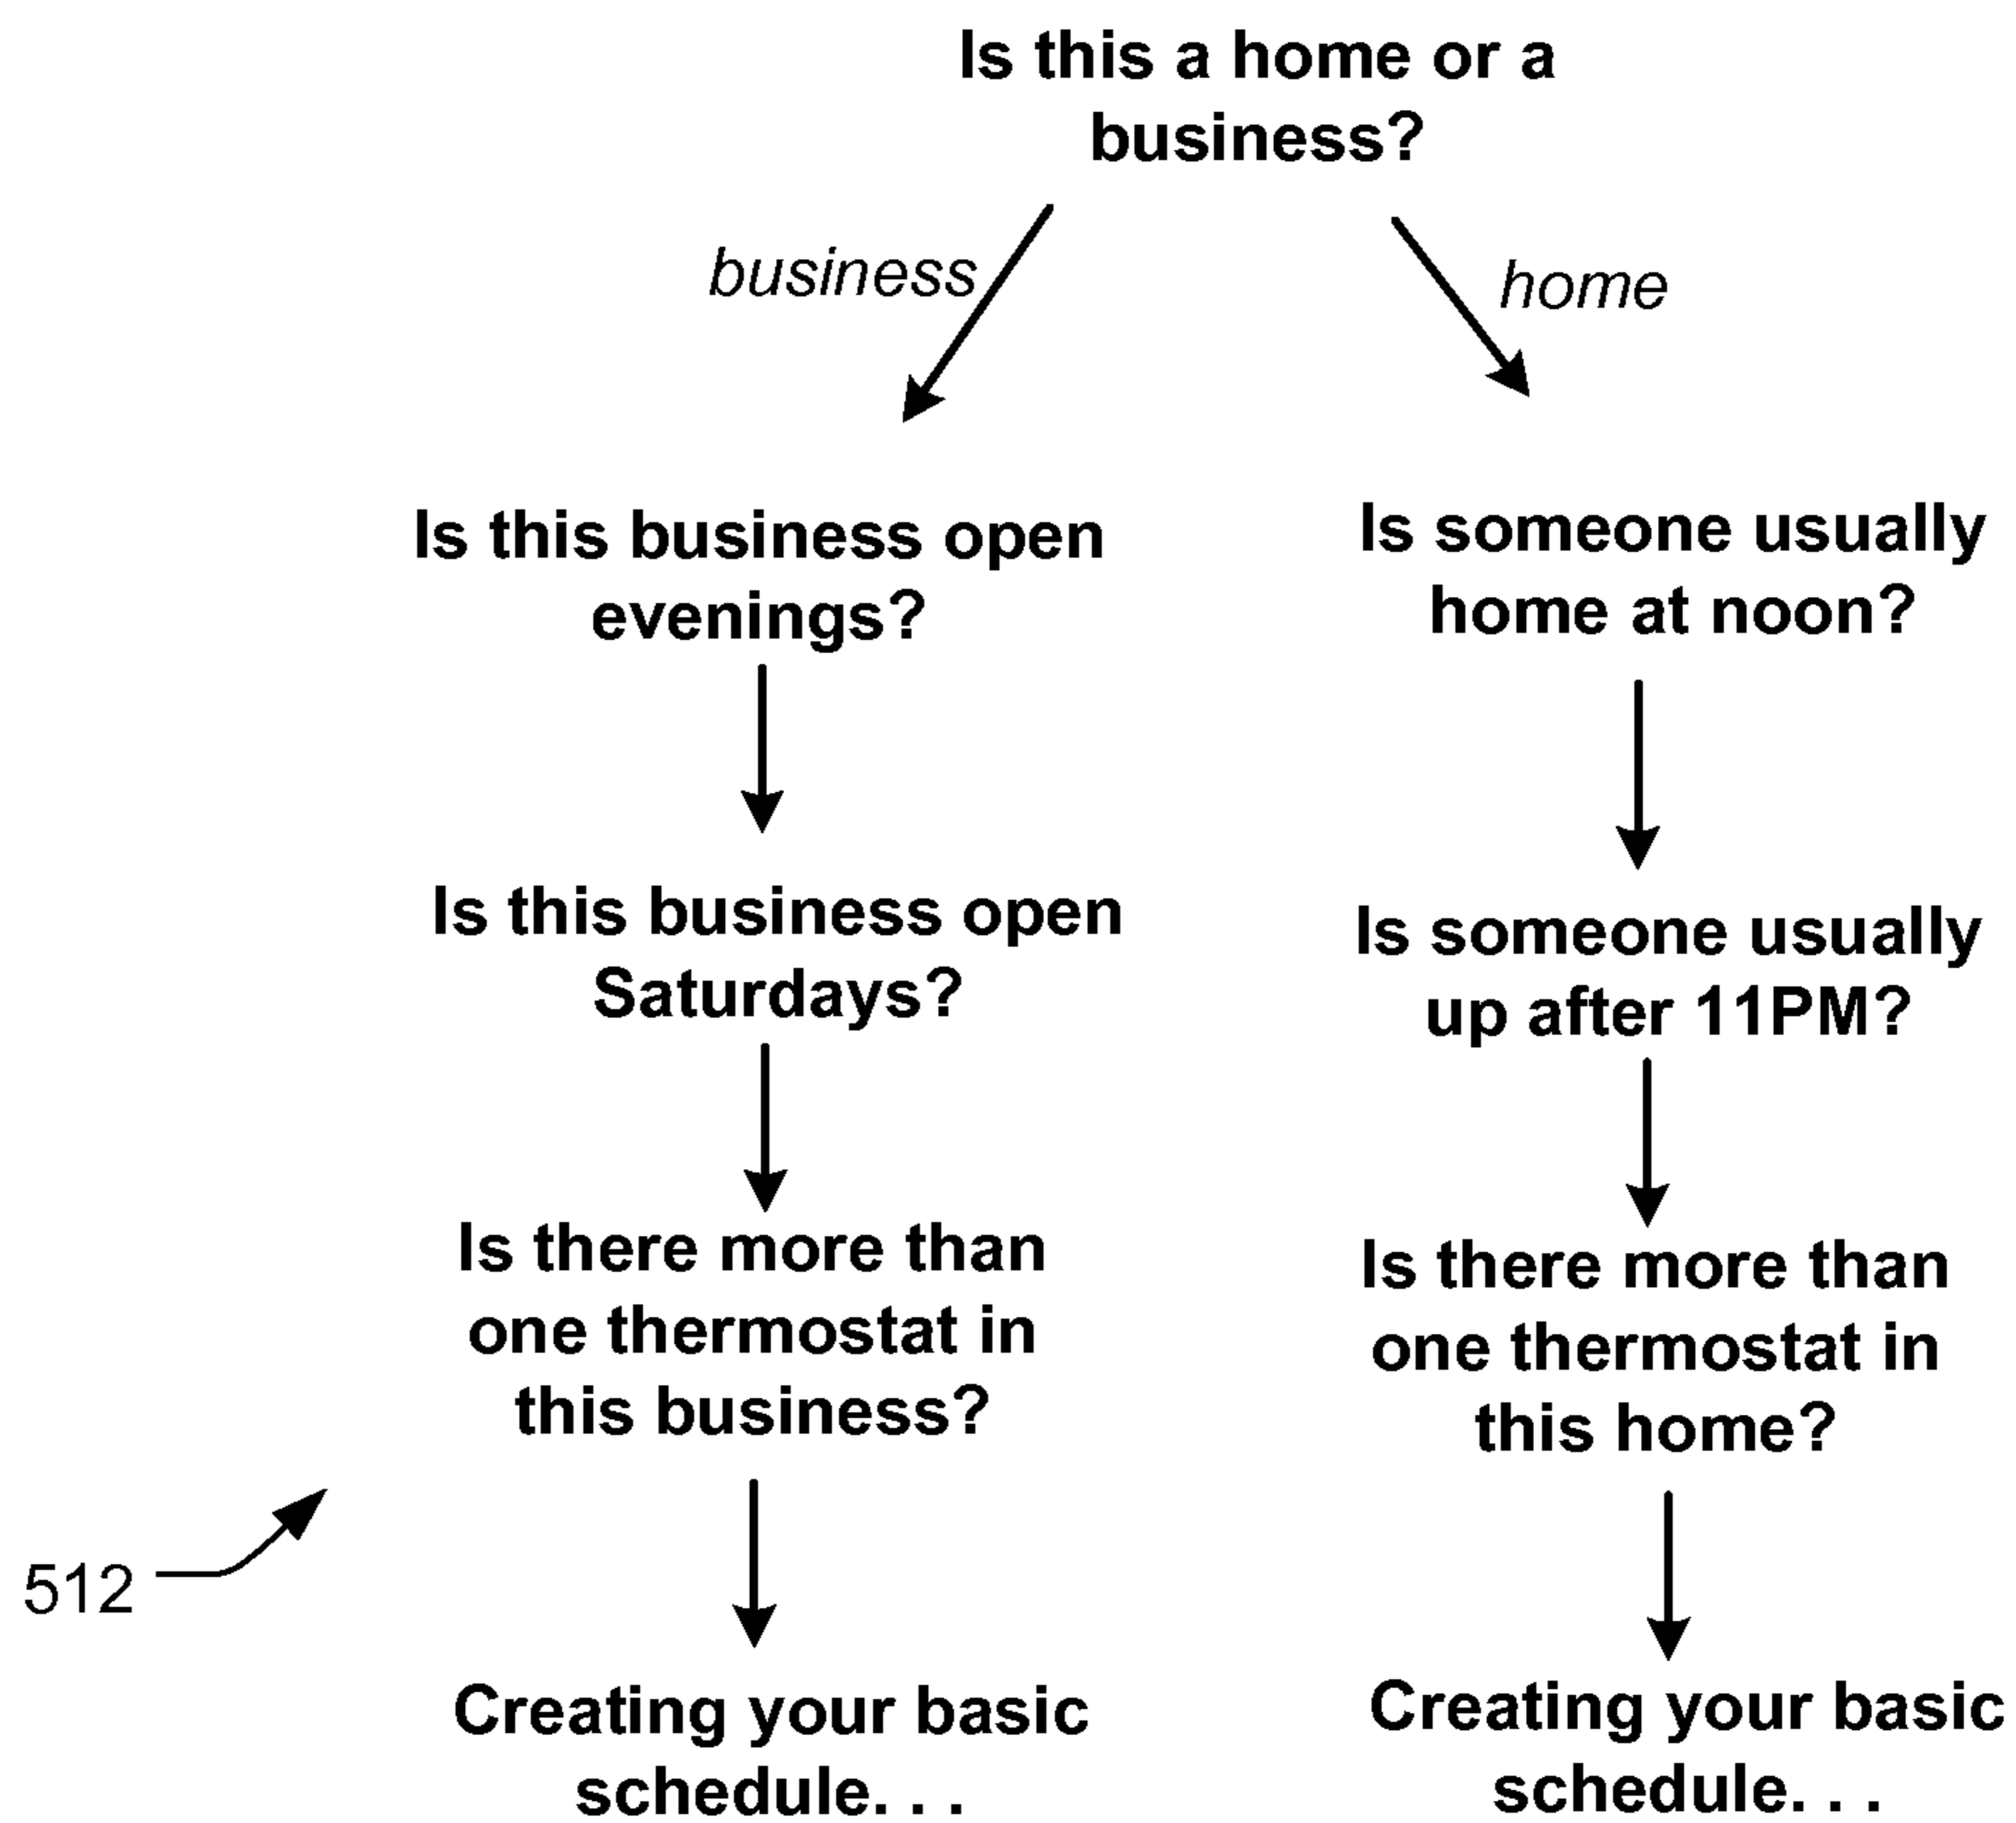 Is this a home or a
business?
business
home
Is this business open
evenings?
Is this business open
Saturdays?
Is there more than
one thermostat in
this business?
Creating your basic
schedule. . .
Is someone usually
home at noon?
Is someone usually
up after 11PM?
Is there more than
one thermostat in
this home?
Creating your basic
schedule. . .
512